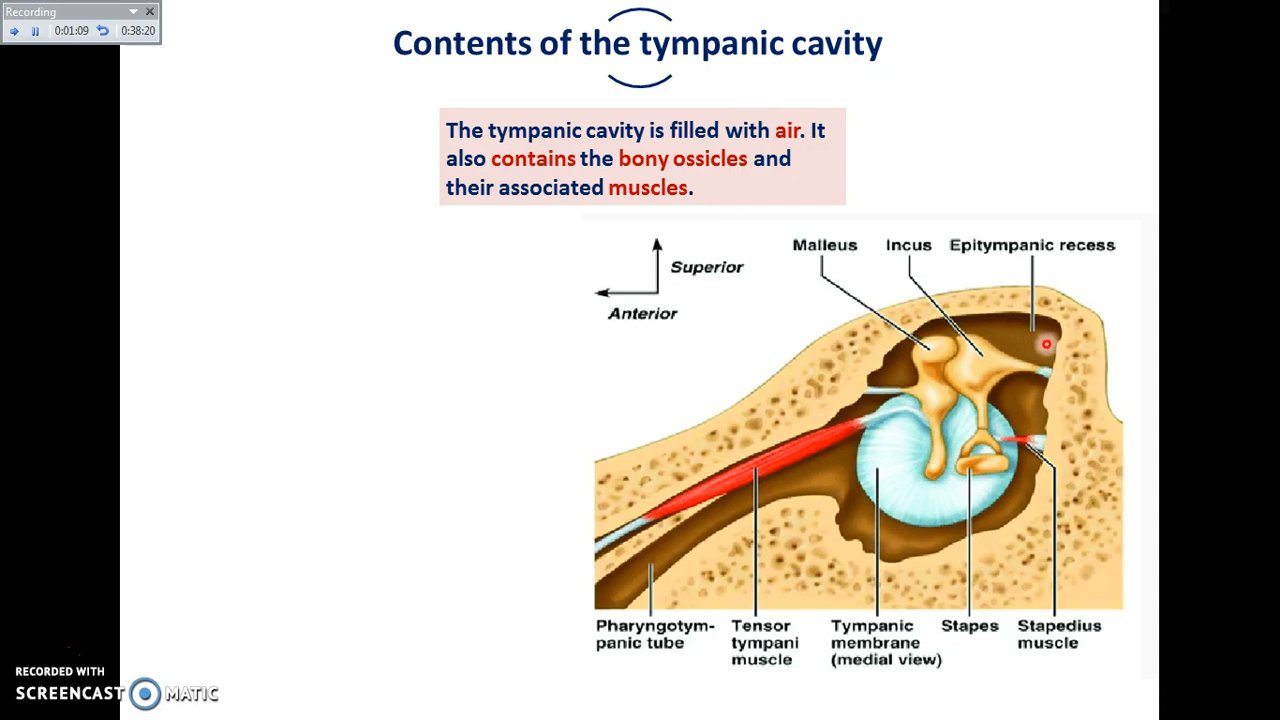 Recording
0:01:09
0:38:20
Contents of the tympanic cavity
The tympanic cavity is filled with air. It
also contains the bony ossicles and
their associated muscles.
Malleus
Incus
Epitympanic recess
Superior
Anterior
Pharyngotym-
panic tube
Tensor
tympani
muscle
Tympanic
membrane
(medial view)
Stapes
Stapedius
muscle
RECORDED WITH
SCREENCAST MATIC